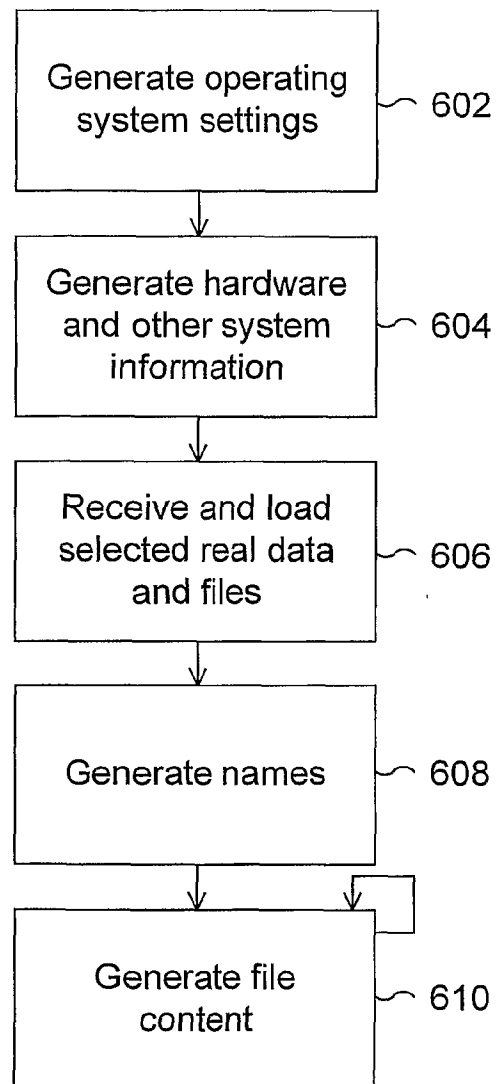 Generate operating
system settings
602
Generate hardware
and other system
information
604
Receive and load
selected real data
and files
606
Generate names
608
Generate file
content
610